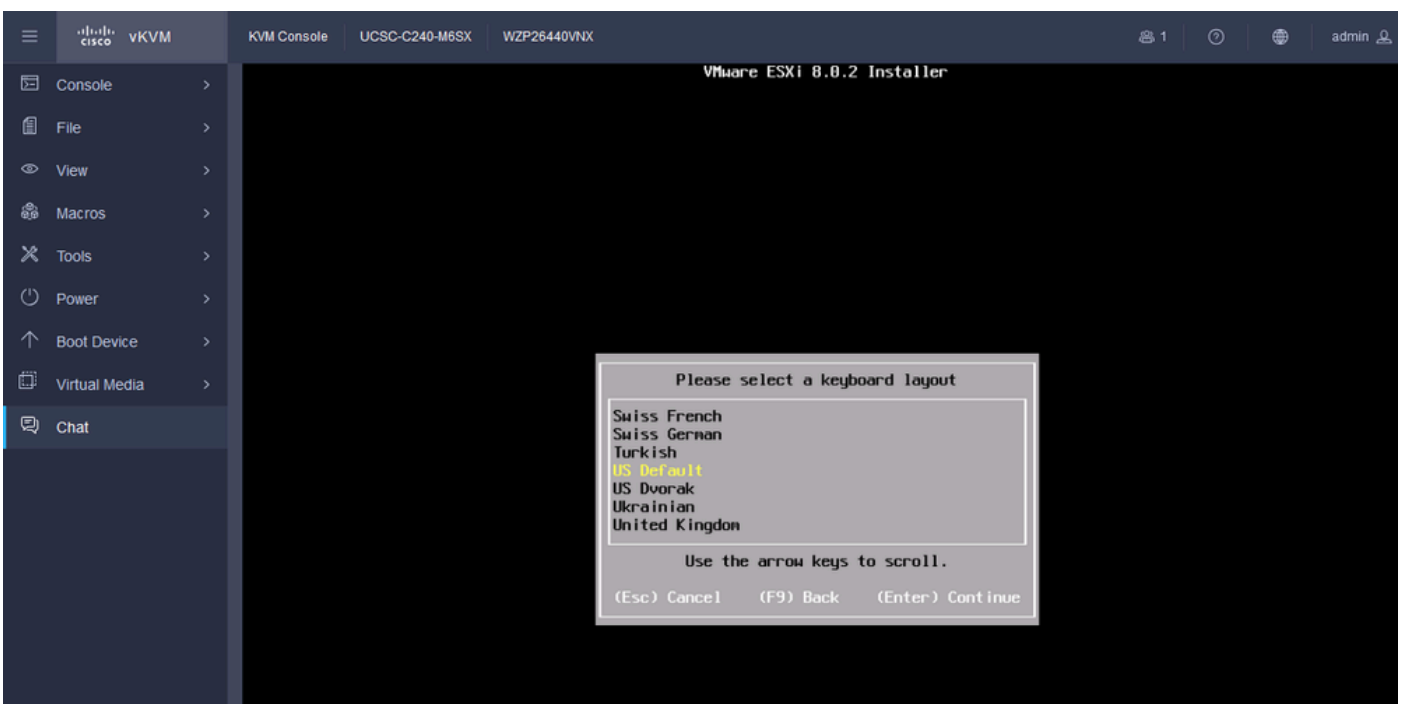 cisco vKVM KVM Console UCSC-C240-M6SX WZP26440VNX 1 admin
Console
File
View
Macros
Tools
Power
Boot Device
Virtual Media
Chat
VMware ESXi 8.0.2 Installer
Please select a keyboard layout
Swiss French
Swiss German
Turkish
US Default
US Dvorak
Ukrainian
United Kingdom
Use the arrow keys to scroll.
(Esc) Cancel (F9) Back (Enter) Continue